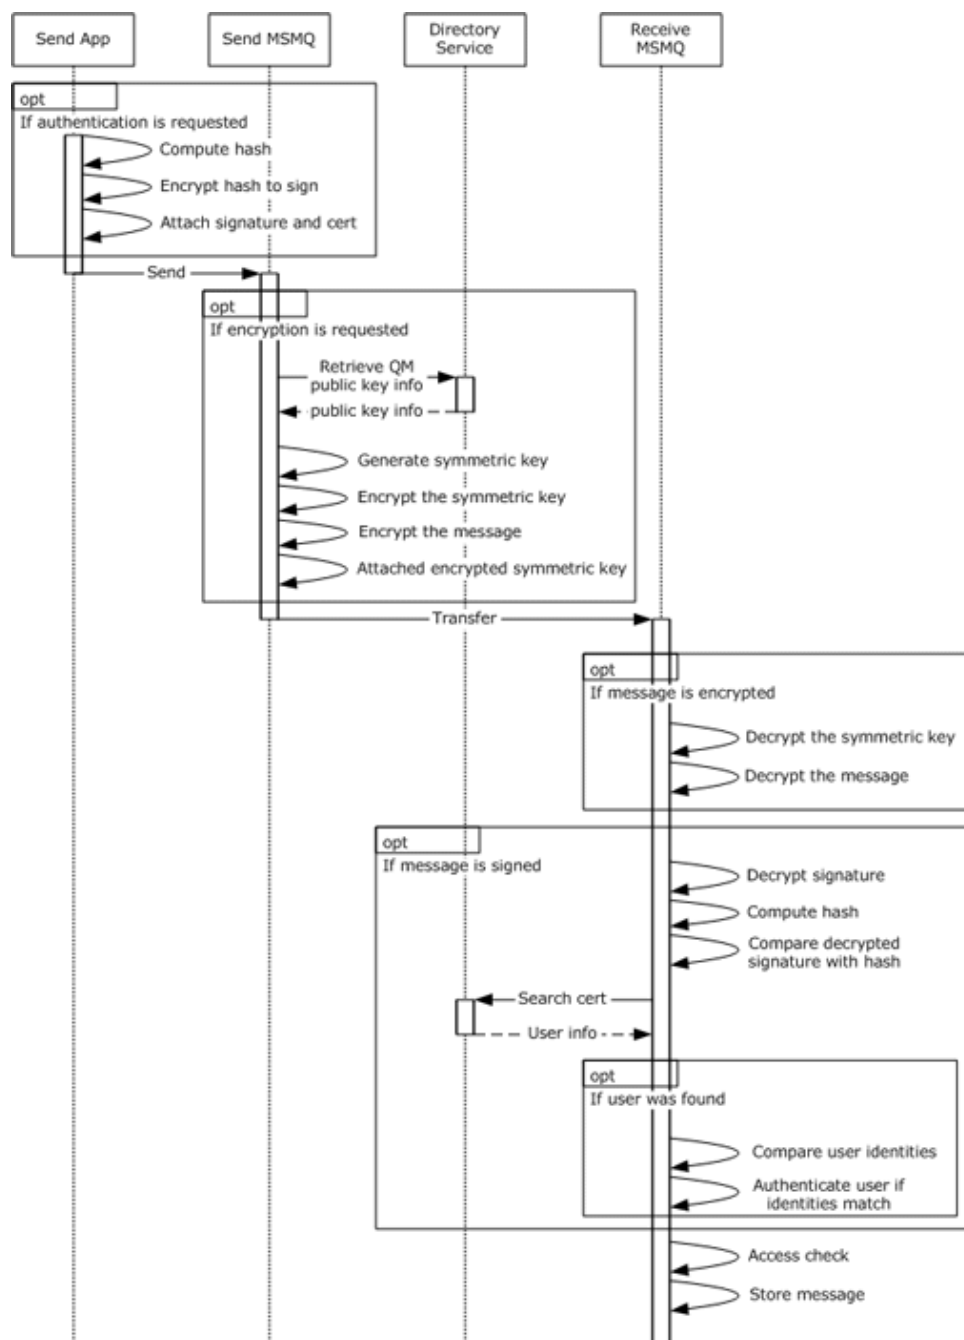 Send App
Send MSMQ
Directory
Service
Receive
MSMQ
opt
If authentication is requested
Compute hash
Encrypt hash to sign
Attach signature and cert
Send
opt
If encryption is requested
Retrieve QM
public key info
public key info
Generate symmetric key
Encrypt the symmetric key
Encrypt the message
Attached encrypted symmetric key
Transfer
opt
If message is encrypted
Decrypt the symmetric key
Decrypt the message
opt
If message is signed
Decrypt signature
Compute hash
Compare decrypted
signature with hash
Search cert
User info
opt
If user was found
Compare user identities
Authenticate user if
identities match
Access check
Store message